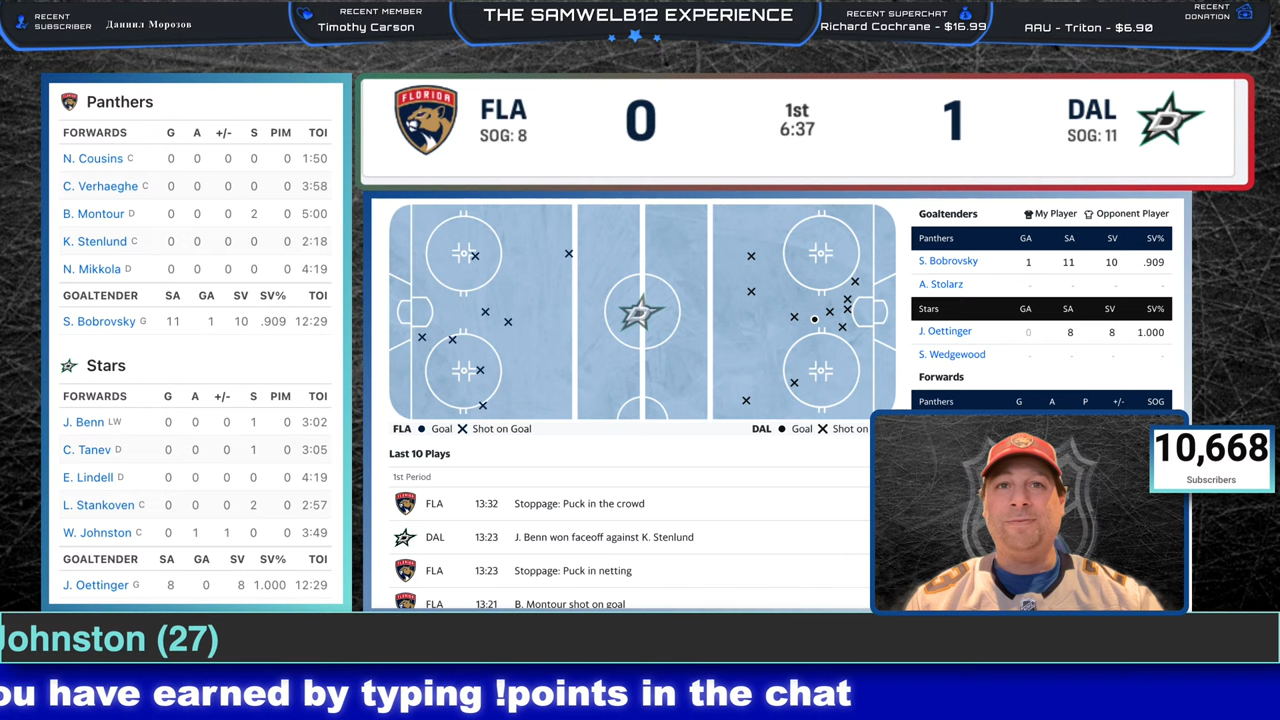 RECENT SUBSCRIBER
Даниил Морозов
RECENT MEMBER
Timothy Carson
THE SAMWELB12 EXPERIENCE
RECENT SUPERCHAT
Richard Cochrane - $16.99
AAU - Triton - $6.90
RECENT DONATION
Panthers
FORWARDS G A +/- S PIM TOI
N. Cousins C 0 0 0 0 0 1:50
C. Verhaeghe C 0 0 0 0 0 3:58
B. Montour D 0 0 0 2 0 5:00
K. Stenlund C 0 0 0 0 0 2:18
N. Mikkola D 0 0 0 0 0 4:19
GOALTENDER SA GA SV SV% TOI
S. Bobrovsky G 11 1 10 .909 12:29
Stars
FORWARDS G A +/- S PIM TOI
J. Benn LW 0 0 0 1 0 3:02
C. Tanev D 0 0 0 1 0 3:05
E. Lindell D 0 0 0 0 0 4:19
L. Stankoven C 0 0 0 2 0 2:57
W. Johnston C 0 1 1 0 0 3:49
GOALTENDER SA GA SV SV% TOI
J. Oettinger G 8 0 8 1.000 12:29
FLORIDA
FLA
SOG: 8
0
1st
6:37
1
DAL
SOG: 11
FLA Goal Shot on Goal
DAL Goal Shot on
Last 10 Plays
1st Period
FLA 13:32 Stoppage: Puck in the crowd
DAL 13:23 J. Benn won faceoff against K. Stenlund
FLA 13:23 Stoppage: Puck in netting
FLA 13:21 B. Montour shot on goal
Goaltenders My Player Opponent Player
Panthers GA SA SV SV%
S. Bobrovsky 1 11 10 .909
A. Stolarz - - - -
Stars GA SA SV SV%
J. Oettinger 0 8 8 1.000
S. Wedgewood - - - -
Forwards
Panthers G A P +/- SOG
10,668
Subscribers
Johnston (27)
ou have earned by typing !points in the chat